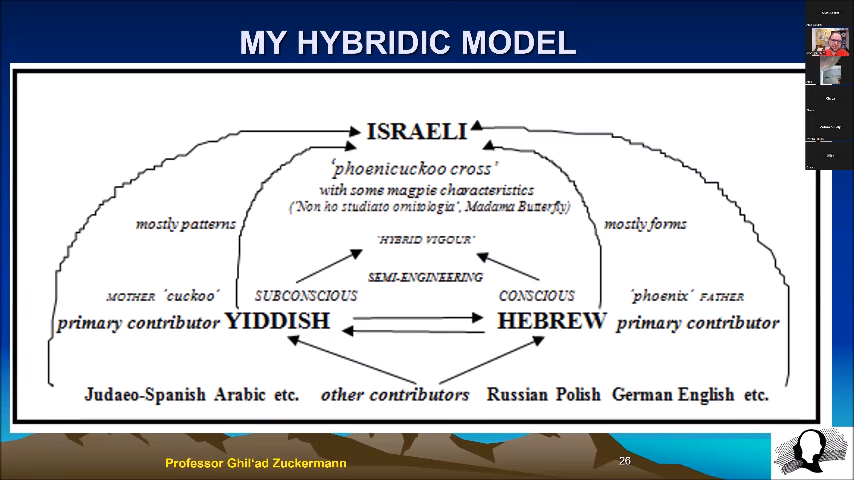 MY HYBRIDIC MODEL
ISRAELI
‘phoenicuckoo cross’
with some magpie characteristics
(‘Non ho studiato ornitologia’, Madama Butterfly)
mostly patterns
mostly forms
‘HYBRID VIGOUR’
SEMI-ENGINEERING
MOTHER ‘cuckoo’ SUBCONSCIOUS CONSCIOUS ‘phoenix’ FATHER
primary contributor YIDDISH HEBREW primary contributor
Judaeo-Spanish Arabic etc. other contributors Russian Polish German English etc.
Professor Ghil‘ad Zuckermann
26